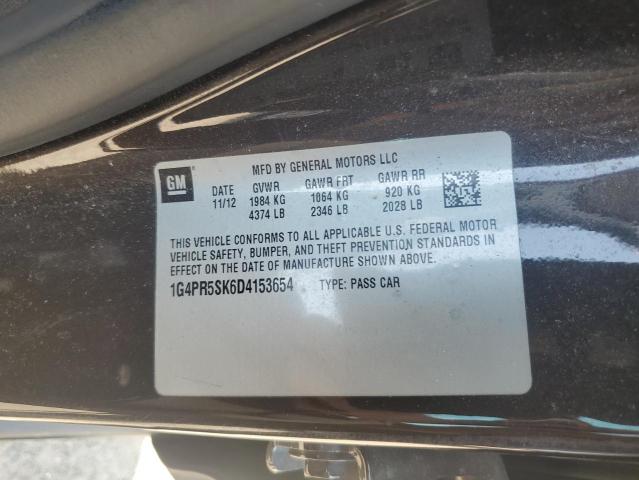 GM
MFD BY GENERAL MOTORS LLC
DATE GVWR GAWR FRT GAWR RR
11/12 1984 KG 1064 KG 920 KG
4374 LB 2346 LB 2028 LB
THIS VEHICLE CONFORMS TO ALL APPLICABLE U.S. FEDERAL MOTOR
VEHICLE SAFETY, BUMPER, AND THEFT PREVENTION STANDARDS IN
EFFECT ON THE DATE OF MANUFACTURE SHOWN ABOVE.
1G4PR5SK6D4153654 TYPE: PASS CAR